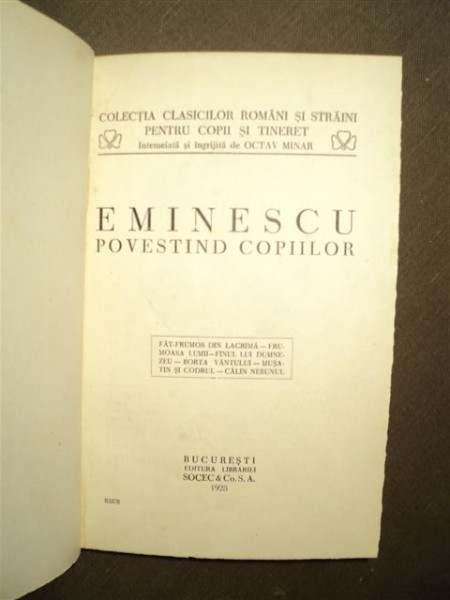 COLECȚIA CLASICILOR ROMÂNI ȘI STRĂINI
PENTRU COPII ȘI TINERET
Intemeiată și îngrijită de OCTAV MINAR
EMINESCU
POVESTIND COPIILOR
FĂT-FRUMOS DIN LACRIMĂ — FRU-
MOASA LUMII — FINUL LUI DUMNE-
ZEU — BORTA VÂNTULUI — MUȘA-
TIN ȘI CODRUL — CĂLIN NEBUNUL
BUCUREȘTI
EDITURA LIBRĂRIEI
SOCEC & Co. S. A.
1928